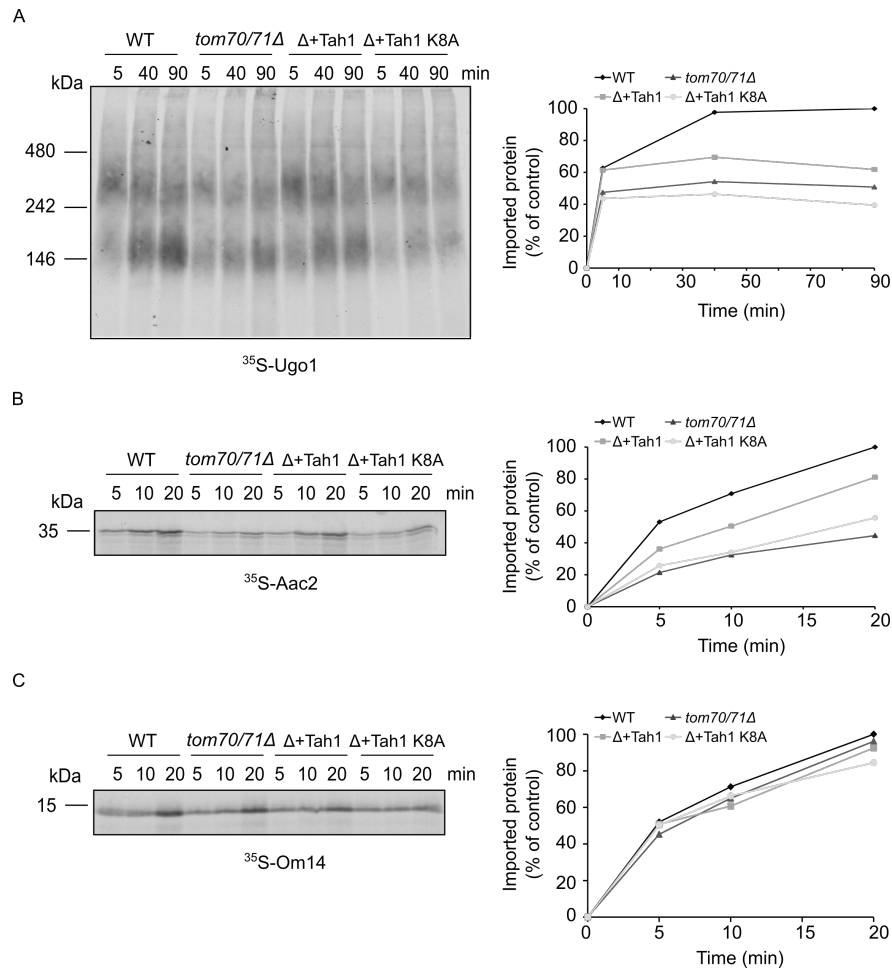 A
WT tom70/71Δ Δ+Tah1 Δ+Tah1 K8A
kDa 5 40 90 5 40 90 5 40 90 5 40 90 min
480
242
146
³⁵S-Ugo1
WT tom70/71Δ
Δ+Tah1 Δ+Tah1 K8A
Imported protein
(% of control)
100
80
60
40
20
0
10 30 50 70 90
Time (min)
B
WT tom70/71Δ Δ+Tah1 Δ+Tah1 K8A
5 10 20 5 10 20 5 10 20 5 10 20 min
kDa
35
³⁵S-Aac2
WT tom70/71Δ
Δ+Tah1 Δ+Tah1 K8A
Imported protein
(% of control)
100
80
60
40
20
0
0 5 10 15 20
Time (min)
C
WT tom70/71Δ Δ+Tah1 Δ+Tah1 K8A
kDa 5 10 20 5 10 20 5 10 20 5 10 20 min
15
³⁵S-Om14
WT tom70/71Δ
Δ+Tah1 Δ+Tah1 K8A
Imported protein
(% of control)
100
80
60
40
20
0
0 5 10 15 20
Time (min)